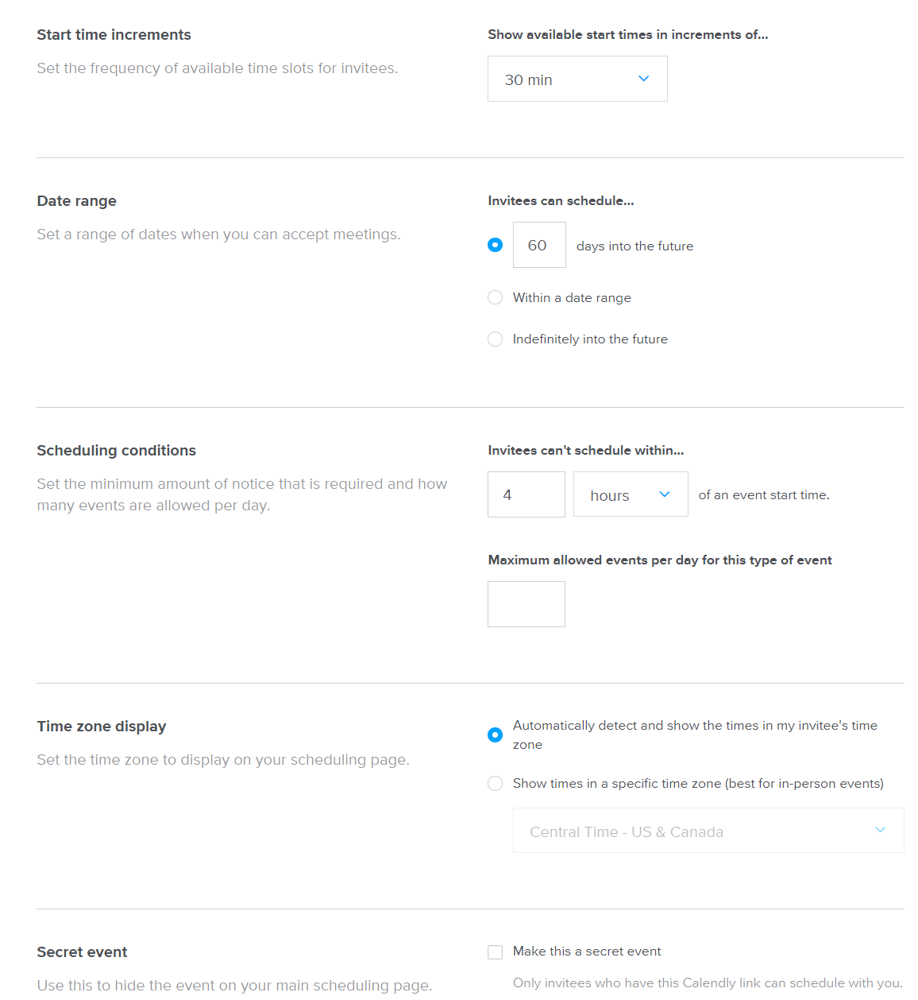 Start time increments
Set the frequency of available time slots for invitees.
Show available start times in increments of...
30 min
Date range
Set a range of dates when you can accept meetings.
Invitees can schedule...
60 days into the future
Within a date range
Indefinitely into the future
Scheduling conditions
Set the minimum amount of notice that is required and how
many events are allowed per day.
Invitees can't schedule within...
4 hours of an event start time.
Maximum allowed events per day for this type of event
Time zone display
Set the time zone to display on your scheduling page.
Automatically detect and show the times in my invitee's time
zone
Show times in a specific time zone (best for in-person events)
Central Time - US & Canada
Secret event
Use this to hide the event on your main scheduling page.
Make this a secret event
Only invitees who have this Calendly link can schedule with you.